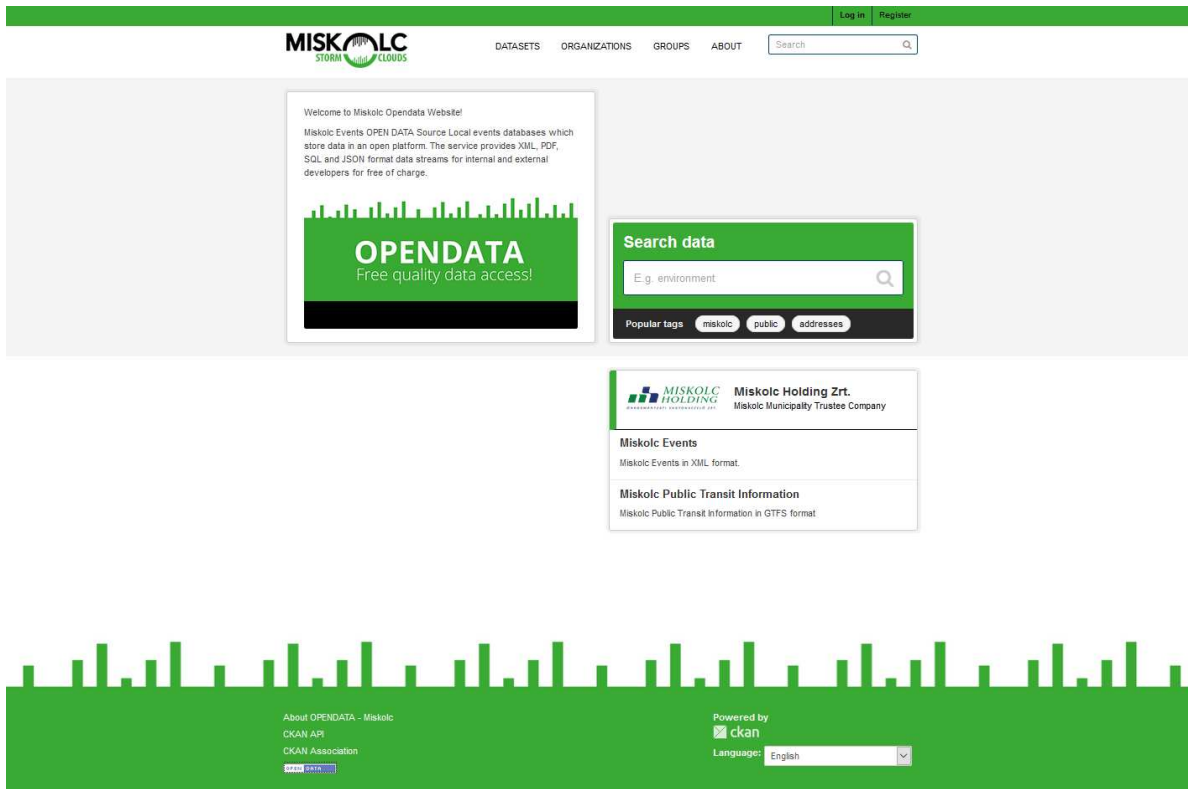 Log in Register
MISKOLC
STORM CLOUDS
DATASETS ORGANIZATIONS GROUPS ABOUT Search
Welcome to Miskolc Opendata Website!
Miskolc Events OPEN DATA Source Local events databases which
store data in an open platform. The service provides XML, PDF,
SQL and JSON format data streams for internal and external
developers for free of charge.
OPENDATA
Free quality data access!
Search data
E.g. environment
Popular tags miskolc public addresses
MISKOLC
HOLDING
Miskolc Holding Zrt.
Miskolc Municipality Trustee Company
Miskolc Events
Miskolc Events in XML format.
Miskolc Public Transit Information
Miskolc Public Transit Information in GTFS format
About OPENDATA - Miskolc
CKAN API
CKAN Association
OPEN DATA
Powered by
ckan
Language: English